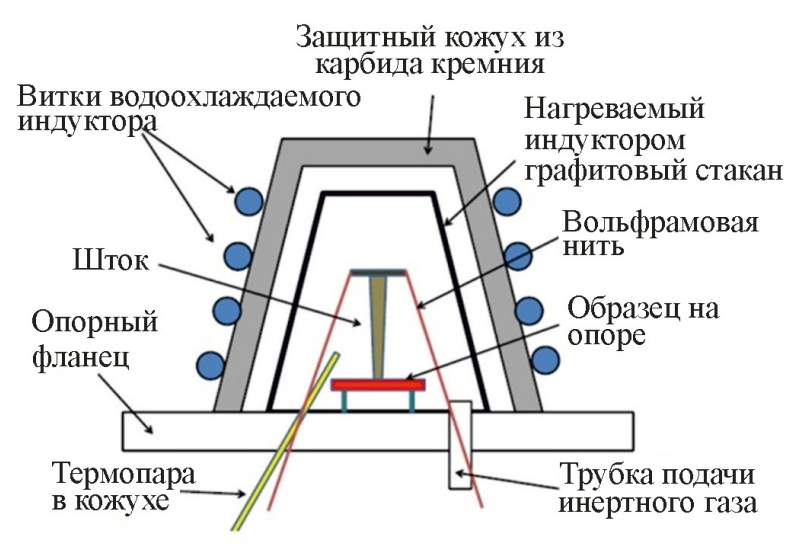 Защитный кожух из
карбида кремния
Витки водоохлаждаемого
индуктора
Нагреваемый
индуктором
графитовый стакан
Вольфрамовая
нить
Шток
Образец на
опоре
Опорный
фланец
Термопара
в кожухе
Трубка подачи
инертного газа